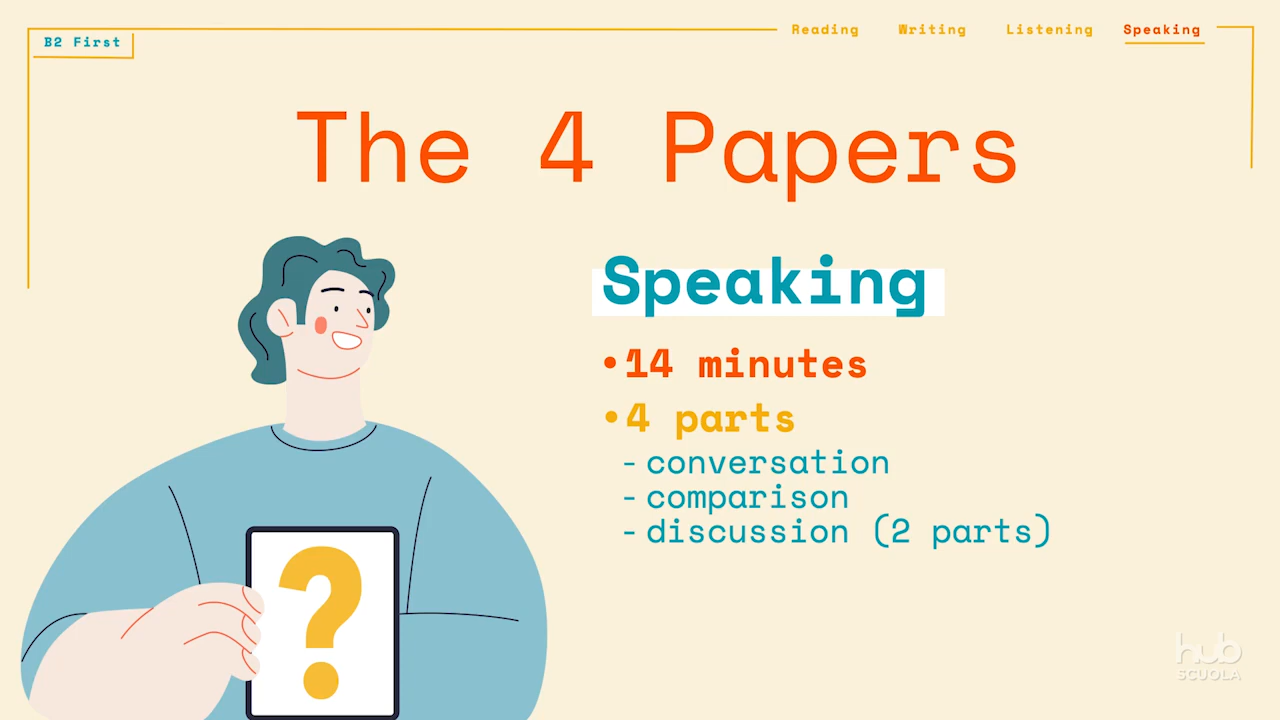 B2 First
Reading Writing Listening Speaking
The 4 Papers
Speaking
•14 minutes
•4 parts
- conversation
- comparison
- discussion (2 parts)
?
hub
SCUOLA